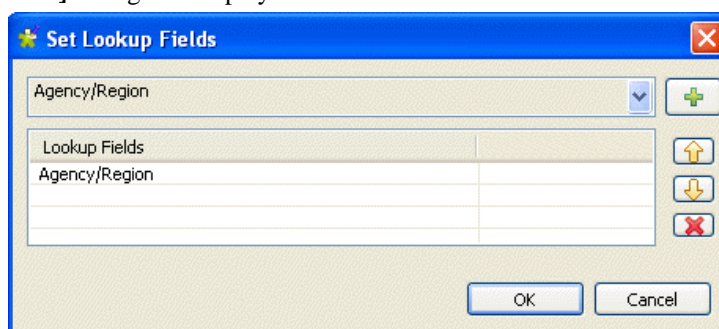 Set Lookup Fields
Agency/Region
Lookup Fields
Agency/Region
OK Cancel